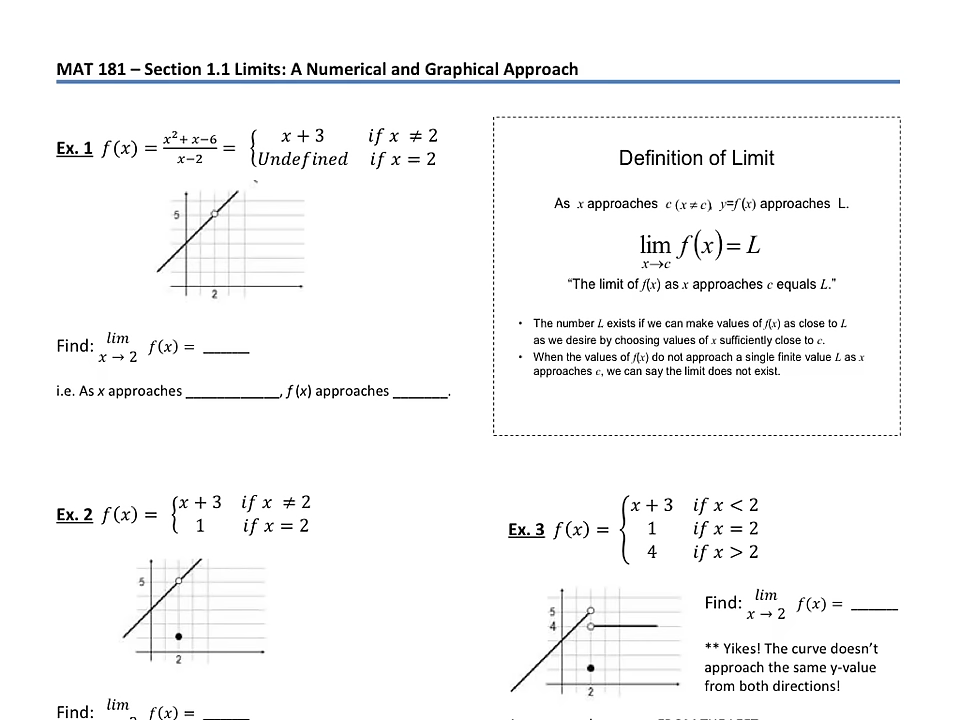 MAT 181 – Section 1.1 Limits: A Numerical and Graphical Approach
Ex. 1 f(x) = (x² + x−6)/(x−2) = { x + 3 if x ≠ 2
Undefined if x = 2
5
2
Find: lim x → 2 f(x) = ______
i.e. As x approaches ____________, f (x) approaches _______.
Definition of Limit
As x approaches c (x ≠ c), y=f (x) approaches L.
lim x→c f(x) = L
“The limit of f(x) as x approaches c equals L.”
• The number L exists if we can make values of f(x) as close to L
as we desire by choosing values of x sufficiently close to c.
• When the values of f(x) do not approach a single finite value L as x
approaches c, we can say the limit does not exist.
Ex. 2 f(x) = { x + 3 if x ≠ 2
1 if x = 2
5
2
Find: lim f(x) = ______
Ex. 3 f(x) = { x + 3 if x < 2
1 if x = 2
4 if x > 2
5
4
2
Find: lim x → 2 f(x) = ______
** Yikes! The curve doesn’t
approach the same y-value
from both directions!